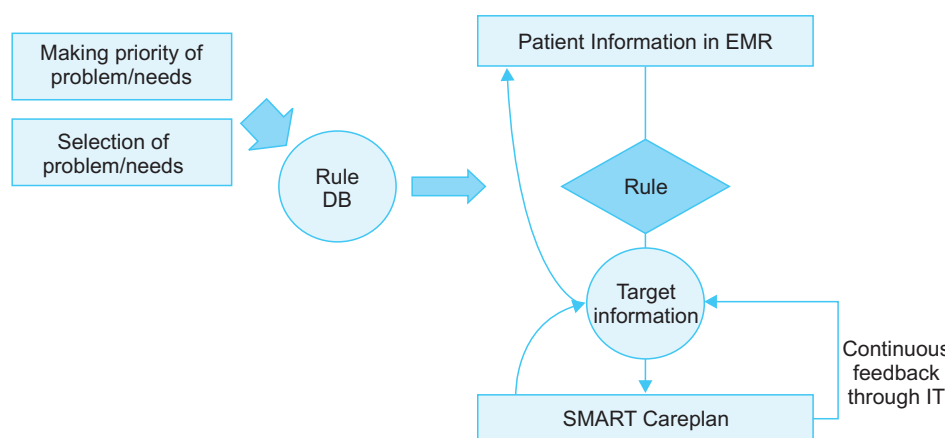 Making priority of
problem/needs
Selection of
problem/needs
Rule
DB
Patient Information in EMR
Rule
Target
information
Continuous
feedback
through IT
SMART Careplan